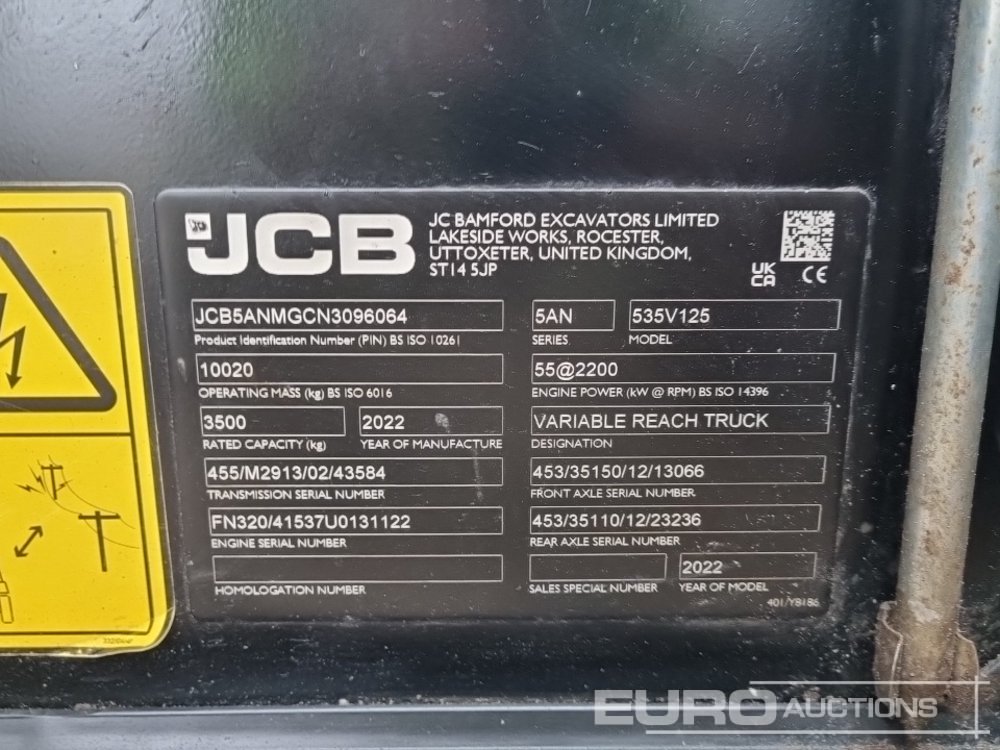 JCB
JC BAMFORD EXCAVATORS LIMITED
LAKESIDE WORKS, ROCESTER,
UTTOXETER, UNITED KINGDOM,
ST14 5JP
UK
CA
CE
JCB5ANMGCN3096064
5AN
535V125
Product Identification Number (PIN) BS ISO 10261
SERIES
MODEL
10020
55@2200
OPERATING MASS (kg) BS ISO 6016
ENGINE POWER (kW @ RPM) BS ISO 14396
3500
2022
VARIABLE REACH TRUCK
RATED CAPACITY (kg)
YEAR OF MANUFACTURE
DESIGNATION
455/M2913/02/43584
453/35150/12/13066
TRANSMISSION SERIAL NUMBER
FRONT AXLE SERIAL NUMBER
FN320/41537U0131122
453/35110/12/23236
ENGINE SERIAL NUMBER
REAR AXLE SERIAL NUMBER
2022
HOMOLOGATION NUMBER
SALES SPECIAL NUMBER
YEAR OF MODEL
401/Y8186
EURO AUCTIONS